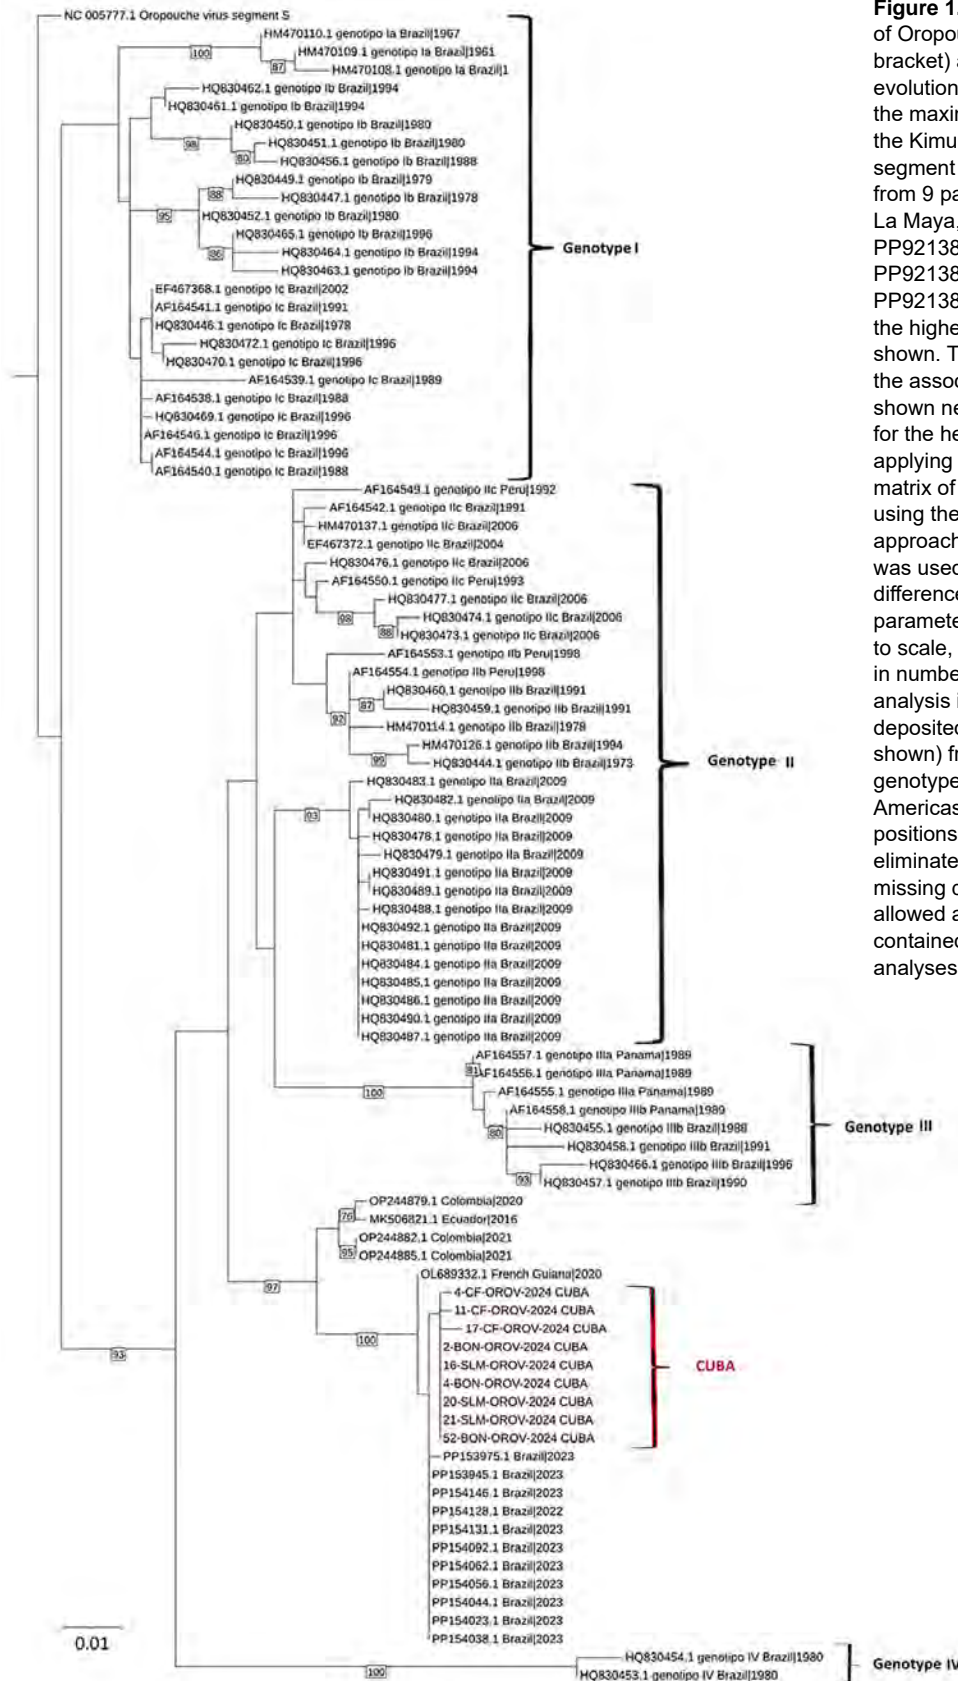 NC 005777.1 Oropouche virus segment S
HM470110.1 genotipo Ia Brazil|1967
100
HM470109.1 genotipo Ia Brazil|1961
87
HM470108.1 genotipo Ia Brazil|1
HQ830462.1 genotipo Ib Brazil|1994
HQ830461.1 genotipo Ib Brazil|1994
HQ830450.1 genotipo Ib Brazil|1980
98
HQ830451.1 genotipo Ib Brazil|1980
80
HQ830456.1 genotipo Ib Brazil|1988
HQ830449.1 genotipo Ib Brazil|1979
88
HQ830447.1 genotipo Ib Brazil|1978
95
HQ830452.1 genotipo Ib Brazil|1980
HQ830465.1 genotipo Ib Brazil|1996
86
HQ830464.1 genotipo Ib Brazil|1994
HQ830463.1 genotipo Ib Brazil|1994
Genotype I
EF467368.1 genotipo Ic Brazil|2002
AF164541.1 genotipo Ic Brazil|1991
HQ830446.1 genotipo Ic Brazil|1978
HQ830472.1 genotipo Ic Brazil|1996
HQ830470.1 genotipo Ic Brazil|1996
AF164539.1 genotipo Ic Brazil|1989
AF164538.1 genotipo Ic Brazil|1988
HQ830469.1 genotipo Ic Brazil|1996
AF164546.1 genotipo Ic Brazil|1996
AF164544.1 genotipo Ic Brazil|1996
AF164540.1 genotipo Ic Brazil|1988
AF164549.1 genotipo IIc Peru|1992
AF164542.1 genotipo IIc Brazil|1991
HM470137.1 genotipo IIc Brazil|2006
EF467372.1 genotipo IIc Brazil|2004
HQ830476.1 genotipo IIc Brazil|2006
AF164550.1 genotipo IIc Peru|1993
HQ830477.1 genotipo IIc Brazil|2006
98
HQ830474.1 genotipo IIc Brazil|2006
88
HQ830473.1 genotipo IIc Brazil|2006
AF164553.1 genotipo IIb Peru|1998
AF164554.1 genotipo IIb Peru|1998
HQ830460.1 genotipo IIb Brazil|1991
87
HQ830459.1 genotipo IIb Brazil|1991
92
HM470114.1 genotipo IIb Brazil|1978
HM470126.1 genotipo IIb Brazil|1994
99
HQ830444.1 genotipo IIb Brazil|1973
Genotype II
HQ830483.1 genotipo IIa Brazil|2009
HQ830482.1 genotipo IIa Brazil|2009
93
HQ830480.1 genotipo IIa Brazil|2009
HQ830478.1 genotipo IIa Brazil|2009
HQ830479.1 genotipo IIa Brazil|2009
HQ830491.1 genotipo IIa Brazil|2009
HQ830489.1 genotipo IIa Brazil|2009
HQ830488.1 genotipo IIa Brazil|2009
HQ830492.1 genotipo IIa Brazil|2009
HQ830481.1 genotipo IIa Brazil|2009
HQ830484.1 genotipo IIa Brazil|2009
HQ830485.1 genotipo IIa Brazil|2009
HQ830486.1 genotipo IIa Brazil|2009
HQ830490.1 genotipo IIa Brazil|2009
HQ830487.1 genotipo IIa Brazil|2009
AF164557.1 genotipo IIIa Panama|1989
81
AF164556.1 genotipo IIIa Panama|1989
100
AF164555.1 genotipo IIIa Panama|1989
AF164558.1 genotipo IIIb Panama|1989
80
HQ830455.1 genotipo IIIb Brazil|1988
HQ830458.1 genotipo IIIb Brazil|1991
HQ830466.1 genotipo IIIb Brazil|1996
93
HQ830457.1 genotipo IIIb Brazil|1990
Genotype III
OP244879.1 Colombia|2020
76
MK506821.1 Ecuador|2016
OP244882.1 Colombia|2021
95
OP244885.1 Colombia|2021
97
OL689332.1 French Guiana|2020
4-CF-OROV-2024 CUBA
11-CF-OROV-2024 CUBA
17-CF-OROV-2024 CUBA
100
2-BON-OROV-2024 CUBA
16-SLM-OROV-2024 CUBA
4-BON-OROV-2024 CUBA
20-SLM-OROV-2024 CUBA
21-SLM-OROV-2024 CUBA
52-BON-OROV-2024 CUBA
CUBA
93
PP153975.1 Brazil|2023
PP153945.1 Brazil|2023
PP154146.1 Brazil|2023
PP154128.1 Brazil|2022
PP154131.1 Brazil|2023
PP154092.1 Brazil|2023
PP154062.1 Brazil|2023
PP154056.1 Brazil|2023
PP154044.1 Brazil|2023
PP154023.1 Brazil|2023
PP154038.1 Brazil|2023
0.01
HQ830454.1 genotipo IV Brazil|1980
100
HQ830453.1 genotipo IV Brazil|1980
Genotype IV
Figure 1.
of Oropou
bracket) a
evolution
the maxin
the Kimu
segment
from 9 pa
La Maya,
PP92138
PP92138
PP92138
the highe
shown. T
the assoc
shown ne
for the he
applying
matrix of
using the
approach
was used
difference
paramete
to scale,
in numbe
analysis i
deposited
shown) fr
genotype
Americas
positions
eliminate
missing d
allowed a
contained
analyses